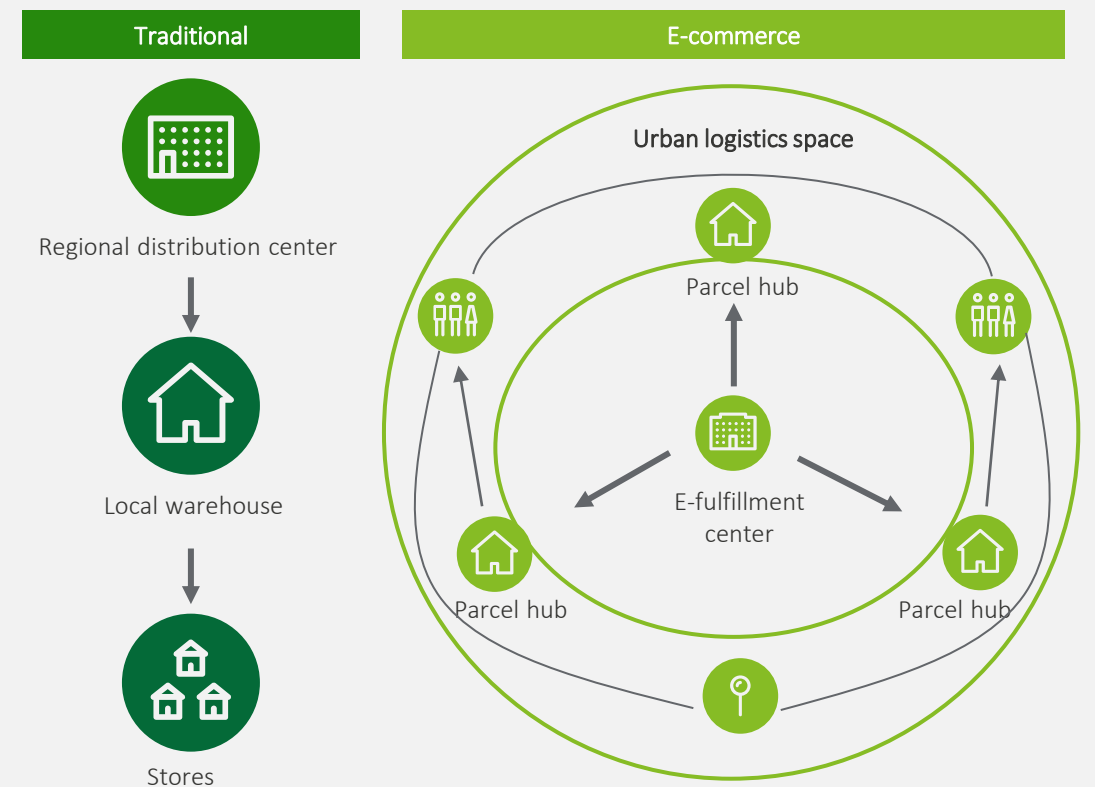 Traditional
Regional distribution center
Local warehouse
Stores
E-commerce
Urban logistics space
Parcel hub
E-fulfillment
center
Parcel hub
Parcel hub